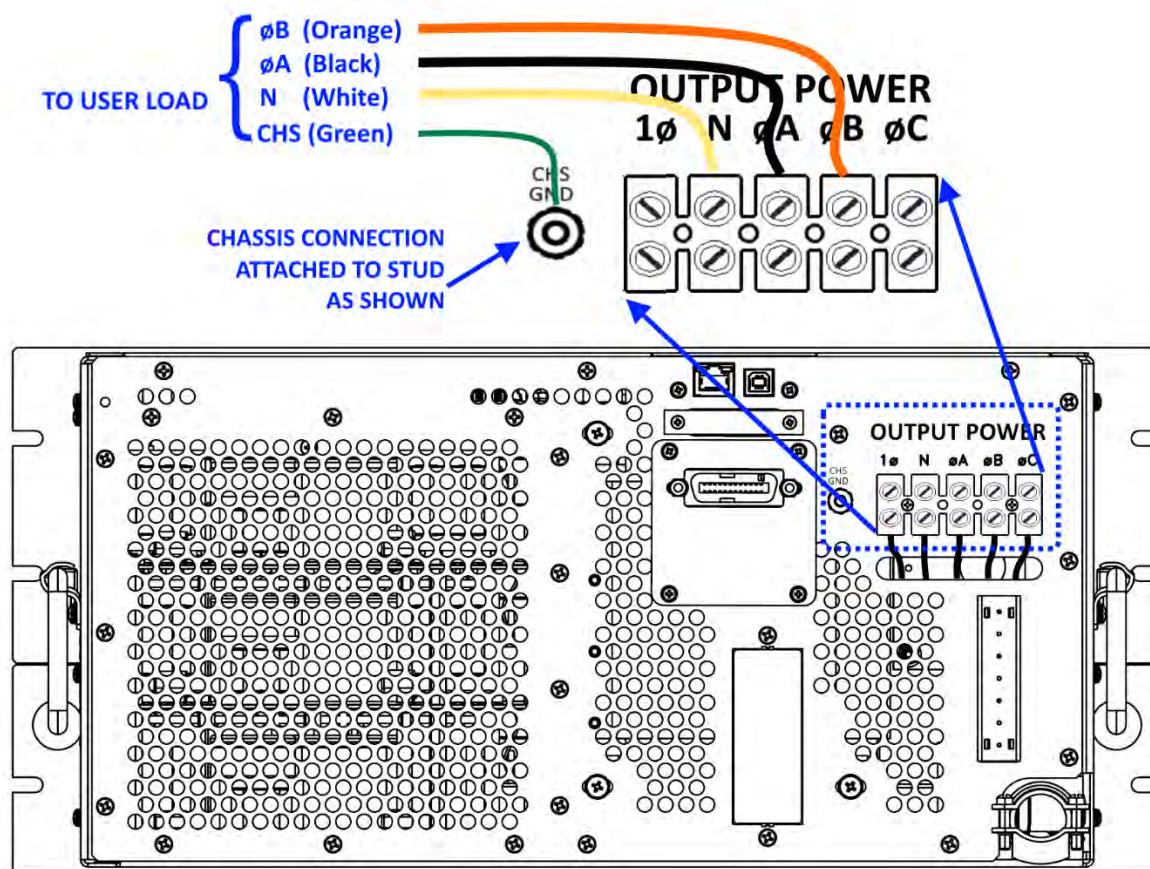 øB (Orange)
øA (Black)
TO USER LOAD
N (White)
CHS (Green)
OUTPUT POWER
1ø N øA øB øC
CHS
GND
CHASSIS CONNECTION
ATTACHED TO STUD
AS SHOWN
OUTPUT POWER
1ø N øA øB øC
CHS
GND